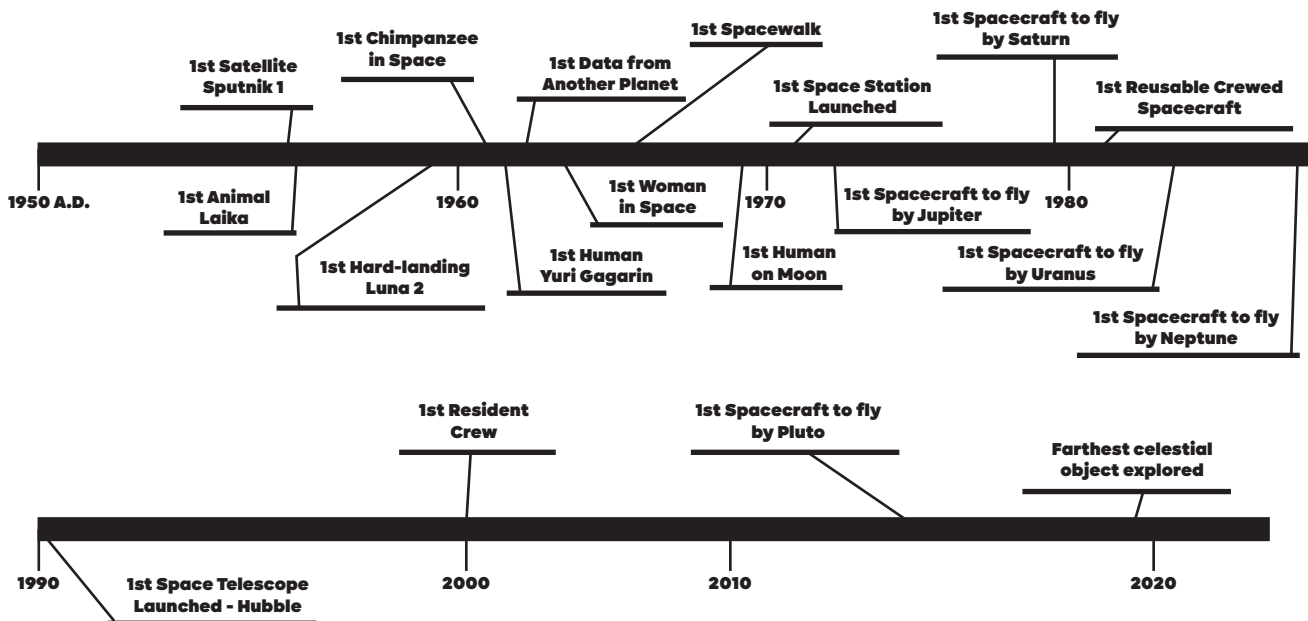 1st Spacecraft to fly
by Saturn
1st Spacewalk
1st Chimpanzee
in Space
1st Satellite
Sputnik 1
1st Data from
Another Planet
1st Space Station
Launched
1st Reusable Crewed
Spacecraft
1950 A.D.
1960
1970
1980
1st Animal
Laika
1st Hard-landing
Luna 2
1st Human
Yuri Gagarin
1st Woman
in Space
1st Human
on Moon
1st Spacecraft to fly
by Jupiter
1st Spacecraft to fly
by Uranus
1st Spacecraft to fly
by Neptune
1st Resident
Crew
1st Spacecraft to fly
by Pluto
Farthest celestial
object explored
1990
2000
2010
2020
1st Space Telescope
Launched - Hubble